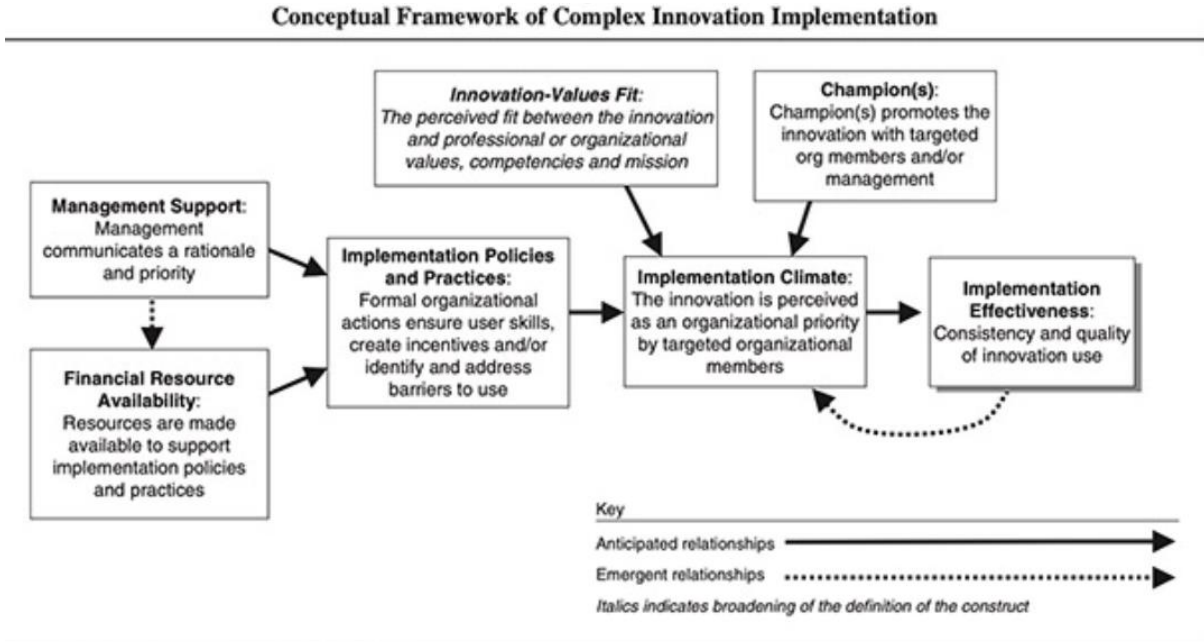 Conceptual Framework of Complex Innovation Implementation
Innovation-Values Fit:
The perceived fit between the innovation
and professional or organizational
values, competencies and mission
Champion(s):
Champion(s) promotes the
innovation with targeted
org members and/or
management
Management Support:
Management
communicates a rationale
and priority
Implementation Policies
and Practices:
Formal organizational
actions ensure user skills,
create incentives and/or
identify and address
barriers to use
Implementation Climate:
The innovation is perceived
as an organizational priority
by targeted organizational
members
Implementation
Effectiveness:
Consistency and quality
of innovation use
Financial Resource
Availability:
Resources are made
available to support
implementation policies
and practices
Key
Anticipated relationships
Emergent relationships
Italics indicates broadening of the definition of the construct